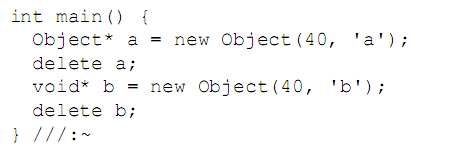 int main() {
  Object* a = new Object(40, 'a');
  delete a;
  void* b = new Object(40, 'b');
  delete b;
} ///:~